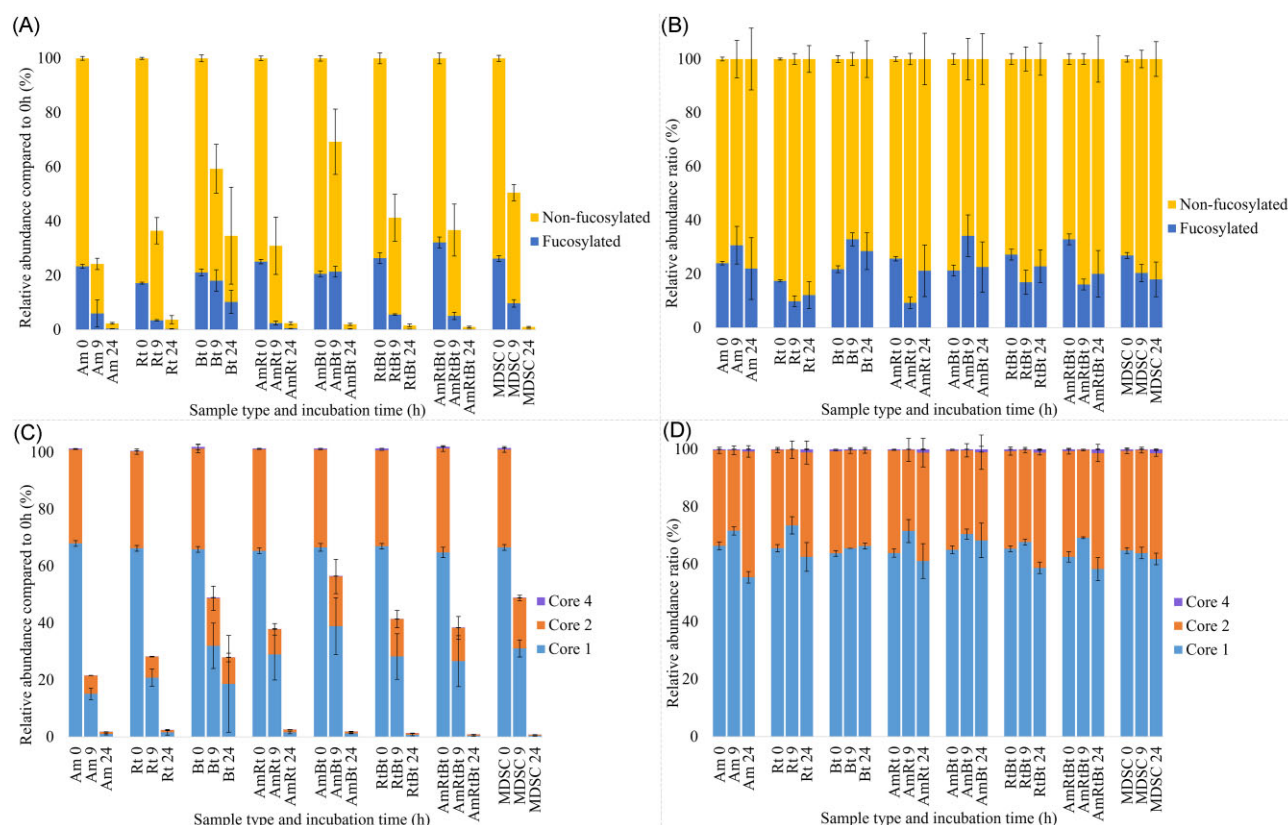 (A)
Relative abundance compared to 0h (%)
100
80
60
40
20
0
Am 0
Am 9
Am 24
Rt 0
Rt 9
Rt 24
Bt 0
Bt 9
Bt 24
AmRt 0
AmRt 9
AmRt 24
AmBt 0
AmBt 9
AmBt 24
RtBt 0
RtBt 9
RtBt 24
AmRtBt 0
AmRtBt 9
AmRtBt 24
MDSC 0
MDSC 9
MDSC 24
Sample type and incubation time (h)
Non-fucosylated
Fucosylated
(B)
Relative abundance ratio (%)
100
80
60
40
20
0
Am 0
Am 9
Am 24
Rt 0
Rt 9
Rt 24
Bt 0
Bt 9
Bt 24
AmRt 0
AmRt 9
AmRt 24
AmBt 0
AmBt 9
AmBt 24
RtBt 0
RtBt 9
RtBt 24
AmRtBt 0
AmRtBt 9
AmRtBt 24
MDSC 0
MDSC 9
MDSC 24
Sample type and incubation time (h)
Non-fucosylated
Fucosylated
(C)
Relative abundance compared to 0h (%)
100
80
60
40
20
0
Am 0
Am 9
Am 24
Rt 0
Rt 9
Rt 24
Bt 0
Bt 9
Bt 24
AmRt 0
AmRt 9
AmRt 24
AmBt 0
AmBt 9
AmBt 24
RtBt 0
RtBt 9
RtBt 24
AmRtBt 0
AmRtBt 9
AmRtBt 24
MDSC 0
MDSC 9
MDSC 24
Sample type and incubation time (h)
Core 4
Core 2
Core 1
(D)
Relative abundance ratio (%)
100
80
60
40
20
0
Am 0
Am 9
Am 24
Rt 0
Rt 9
Rt 24
Bt 0
Bt 9
Bt 24
AmRt 0
AmRt 9
AmRt 24
AmBt 0
AmBt 9
AmBt 24
RtBt 0
RtBt 9
RtBt 24
AmRtBt 0
AmRtBt 9
AmRtBt 24
MDSC 0
MDSC 9
MDSC 24
Sample type and incubation time (h)
Core 4
Core 2
Core 1